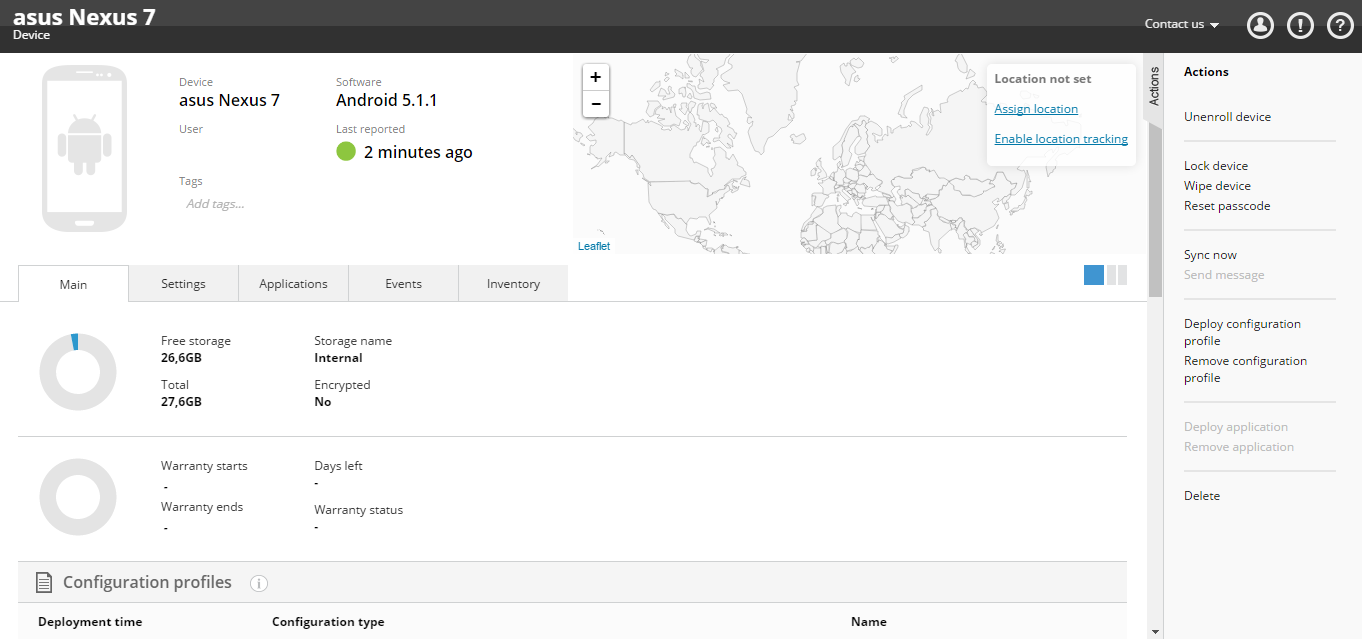 asus Nexus 7
Device
Contact us
Device
asus Nexus 7
Software
Android 5.1.1
User
Last reported
2 minutes ago
Tags
Add tags...
+
−
Leaflet
Location not set
Assign location
Enable location tracking
Actions
Actions
Unenroll device
Lock device
Wipe device
Reset passcode
Sync now
Send message
Deploy configuration
profile
Remove configuration
profile
Deploy application
Remove application
Delete
Main
Settings
Applications
Events
Inventory
Free storage
26,6GB
Storage name
Internal
Total
27,6GB
Encrypted
No
Warranty starts
-
Days left
-
Warranty ends
-
Warranty status
-
Configuration profiles
Deployment time
Configuration type
Name